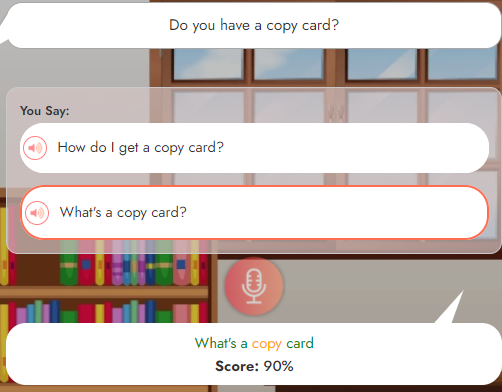 Do you have a copy card?
You Say:
How do I get a copy card?
What's a copy card?
What's a copy card
Score: 90%